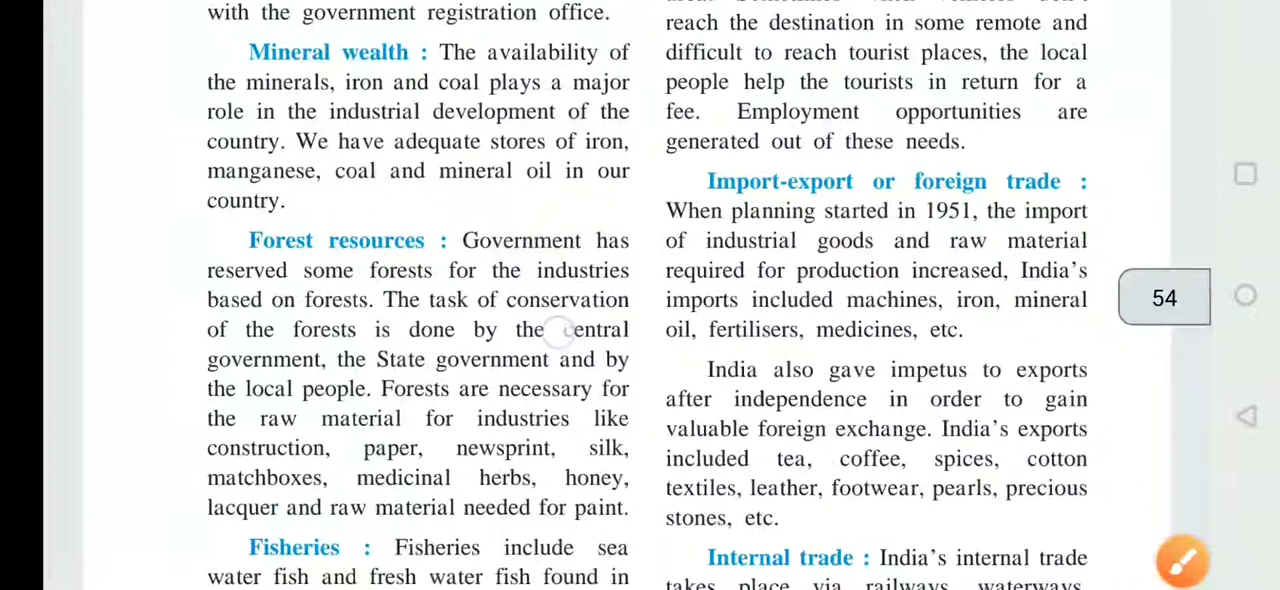 with the government registration office.
Mineral wealth : The availability of
the minerals, iron and coal plays a major
role in the industrial development of the
country. We have adequate stores of iron,
manganese, coal and mineral oil in our
country.
Forest resources : Government has
reserved some forests for the industries
based on forests. The task of conservation
of the forests is done by the central
government, the State government and by
the local people. Forests are necessary for
the raw material for industries like
construction, paper, newsprint, silk,
matchboxes, medicinal herbs, honey,
lacquer and raw material needed for paint.
Fisheries : Fisheries include sea
water fish and fresh water fish found in
reach the destination in some remote and
difficult to reach tourist places, the local
people help the tourists in return for a
fee. Employment opportunities are
generated out of these needs.
Import-export or foreign trade :
When planning started in 1951, the import
of industrial goods and raw material
required for production increased, India's
imports included machines, iron, mineral
oil, fertilisers, medicines, etc.
India also gave impetus to exports
after independence in order to gain
valuable foreign exchange. India's exports
included tea, coffee, spices, cotton
textiles, leather, footwear, pearls, precious
stones, etc.
Internal trade : India's internal trade
takes place via railways, waterways,
54